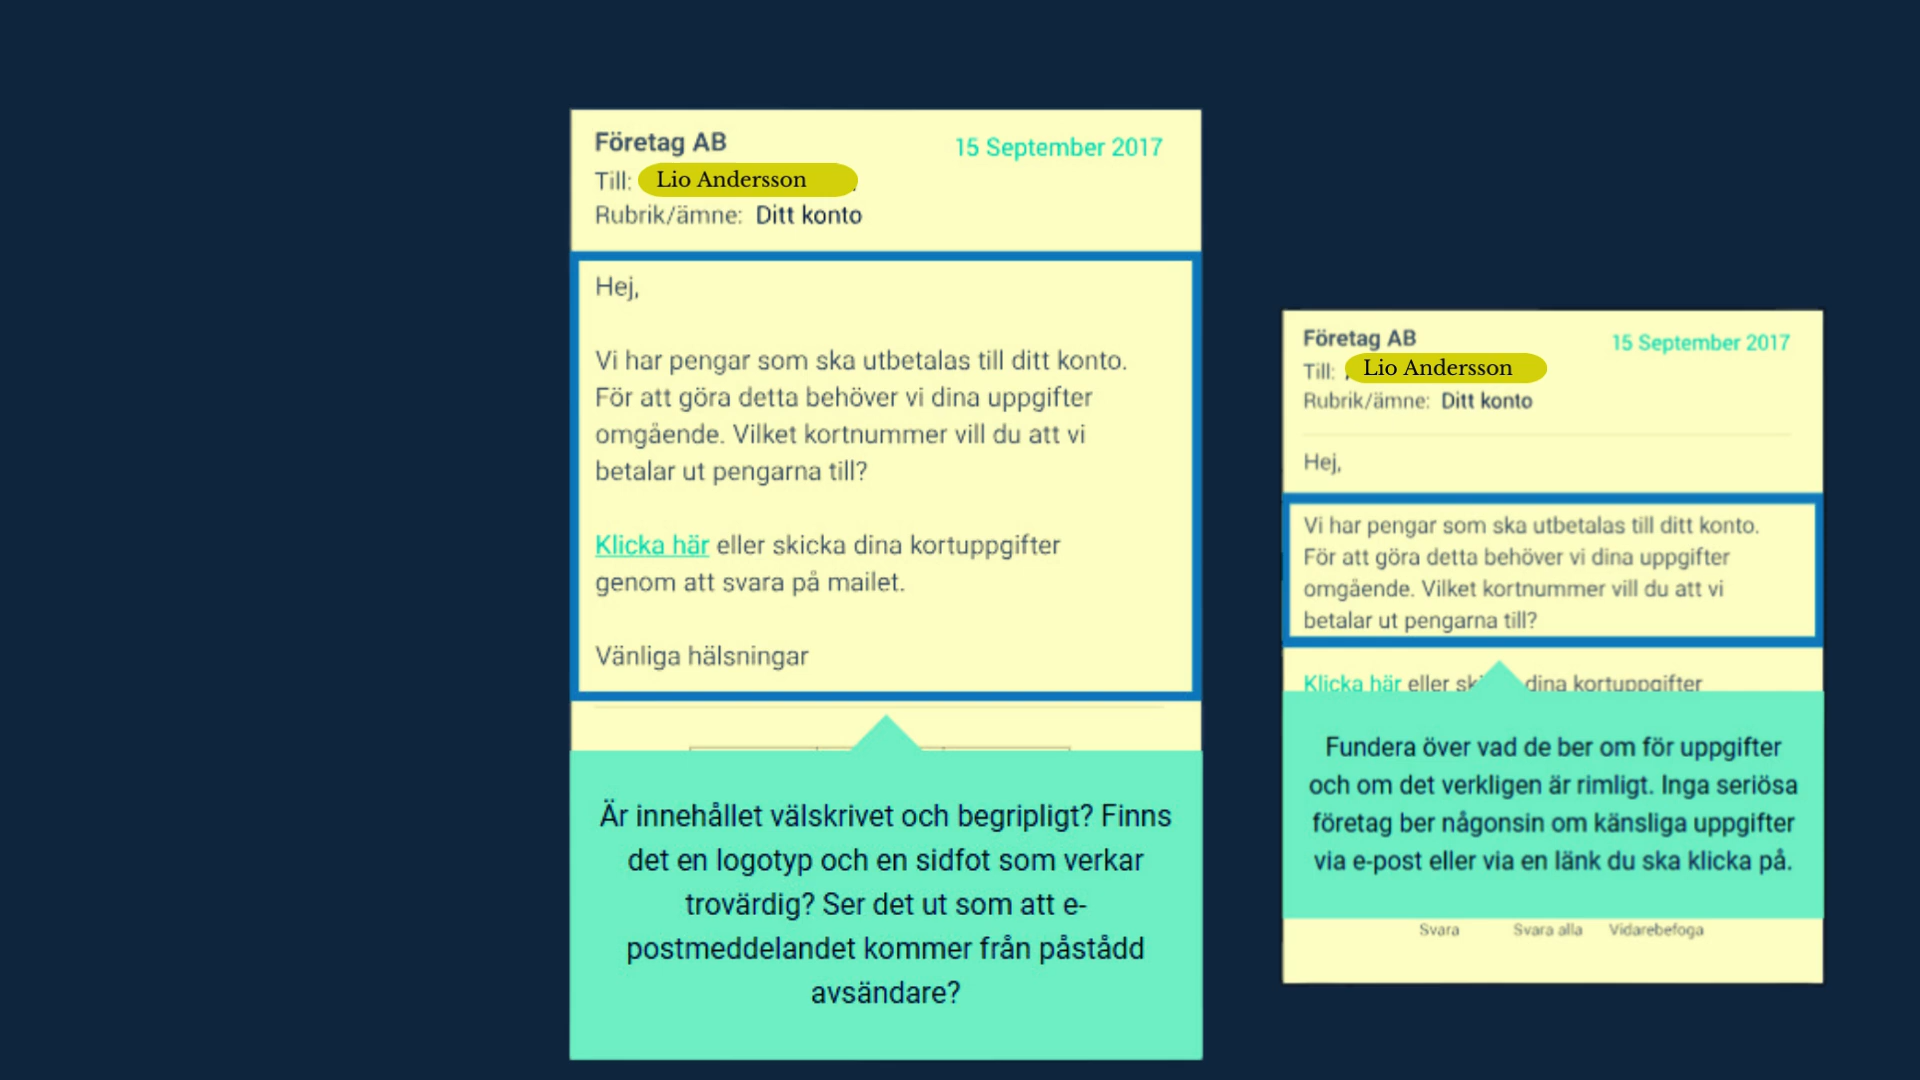 Företag AB
15 September 2017
Till: Lio Andersson
Rubrik/ämne: Ditt konto
Hej,
Vi har pengar som ska utbetalas till ditt konto.
För att göra detta behöver vi dina uppgifter
omgående. Vilket kortnummer vill du att vi
betalar ut pengarna till?
Klicka här eller skicka dina kortuppgifter
genom att svara på mailet.
Vänliga hälsningar
Är innehållet välskrivet och begripligt? Finns
det en logotyp och en sidfot som verkar
trovärdig? Ser det ut som att e-
postmeddelandet kommer från påstådd
avsändare?
Företag AB
15 September 2017
Till: Lio Andersson
Rubrik/ämne: Ditt konto
Hej,
Vi har pengar som ska utbetalas till ditt konto.
För att göra detta behöver vi dina uppgifter
omgående. Vilket kortnummer vill du att vi
betalar ut pengarna till?
Klicka här eller dina kortuppgifter
Fundera över vad de ber om för uppgifter
och om det verkligen är rimligt. Inga seriösa
företag ber någonsin om känsliga uppgifter
via e-post eller via en länk du ska klicka på.
Svara Svara alla Vidarebefoga